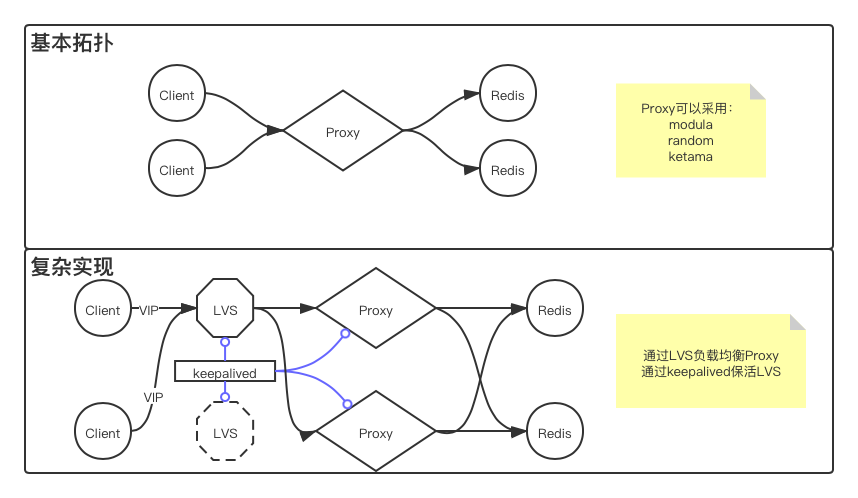 基本拓扑
Client
Client
Proxy
Redis
Redis
Proxy可以采用：
modula
random
ketama
复杂实现
Client
VIP
LVS
Proxy
Redis
keepalived
VIP
Client
LVS
Proxy
Redis
通过LVS负载均衡Proxy
通过keepalived保活LVS